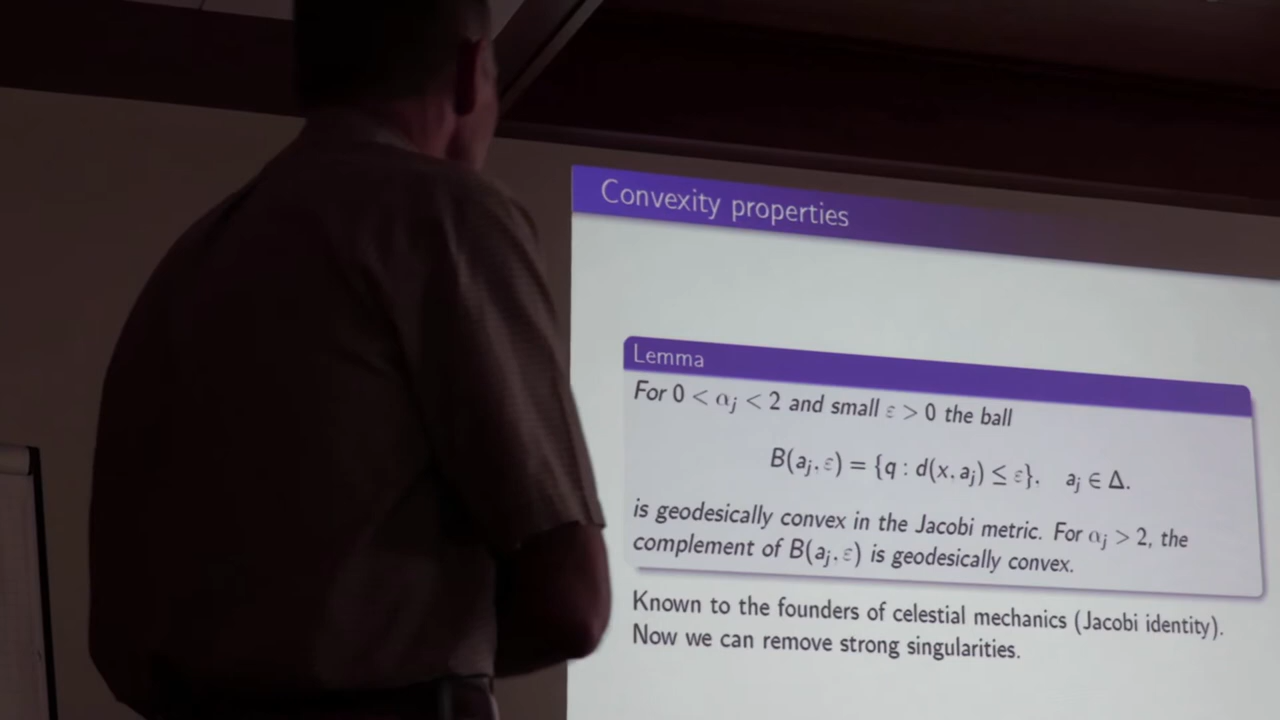 Convexity properties
Lemma
For 0 < αⱼ < 2 and small ε > 0 the ball
B(aⱼ, ε) = {q : d(x, aⱼ) ≤ ε}, aⱼ ∈ Δ.
is geodesically convex in the Jacobi metric. For αⱼ > 2, the
complement of B(aⱼ, ε) is geodesically convex.
Known to the founders of celestial mechanics (Jacobi identity).
Now we can remove strong singularities.